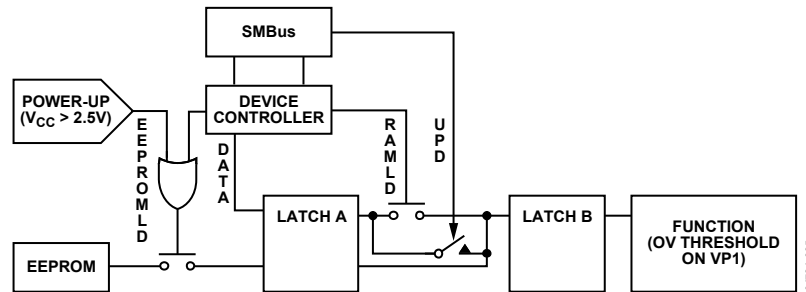 SMBus
POWER-UP
(VCC > 2.5V)
DEVICE
CONTROLLER
EEPROMLD
DATA
RAMLD
UPD
LATCH A
LATCH B
FUNCTION
(OV THRESHOLD
ON VP1)
EEPROM